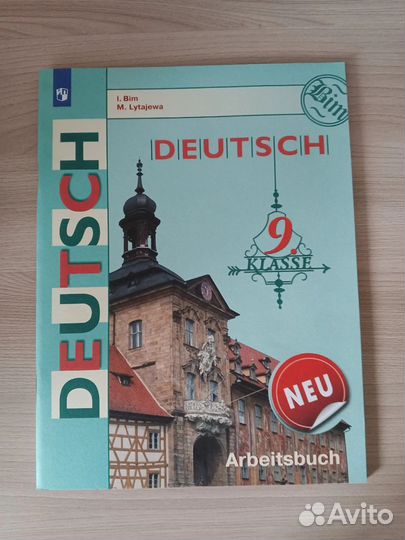 I. Bim
M. Lytajewa
Bim
DEUTSCH
DEUTSCH
9.
KLASSE
NEU
Arbeitsbuch
Avito